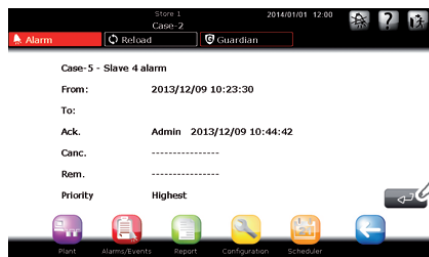 Store 1 2014/01/01 12:00
Case-2
Alarm Reload Guardian
Case-5 - Slave 4 alarm
From: 2013/12/09 10:23:30
To:
Ack. Admin 2013/12/09 10:44:42
Canc. ----------------
Rem. ----------------
Priority Highest
Plant Alarms/Events Report Configuration Scheduler